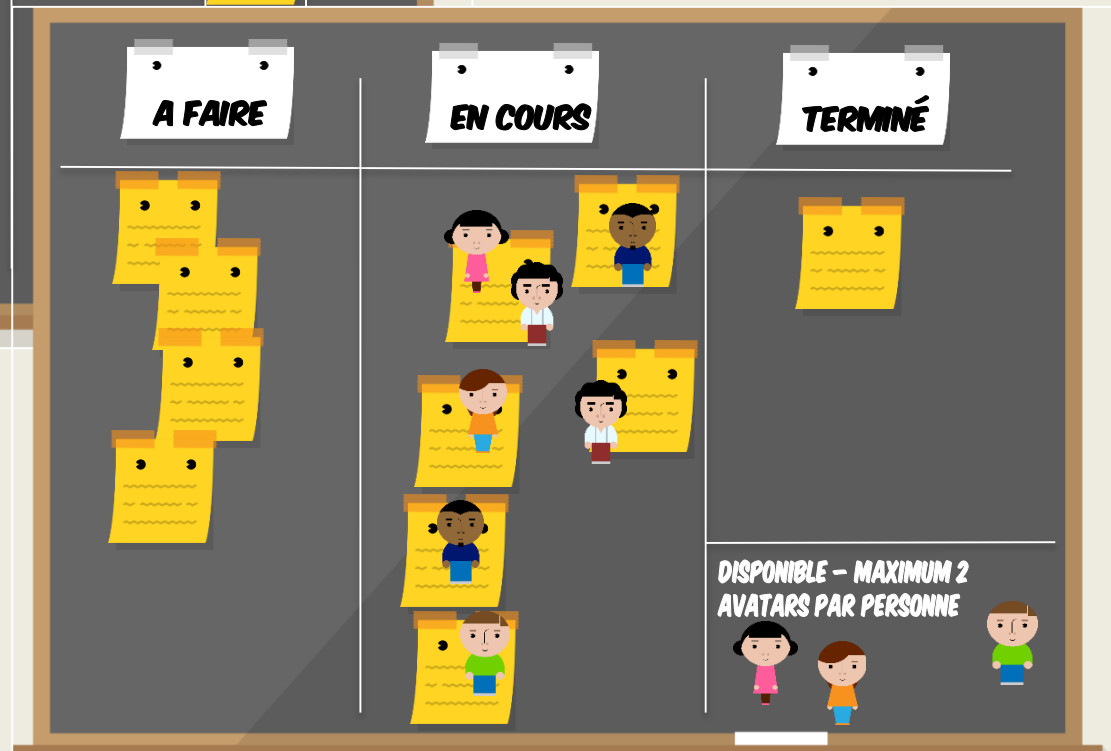 A FAIRE
EN COURS
TERMINÉ
DISPONIBLE – MAXIMUM 2
AVATARS PAR PERSONNE